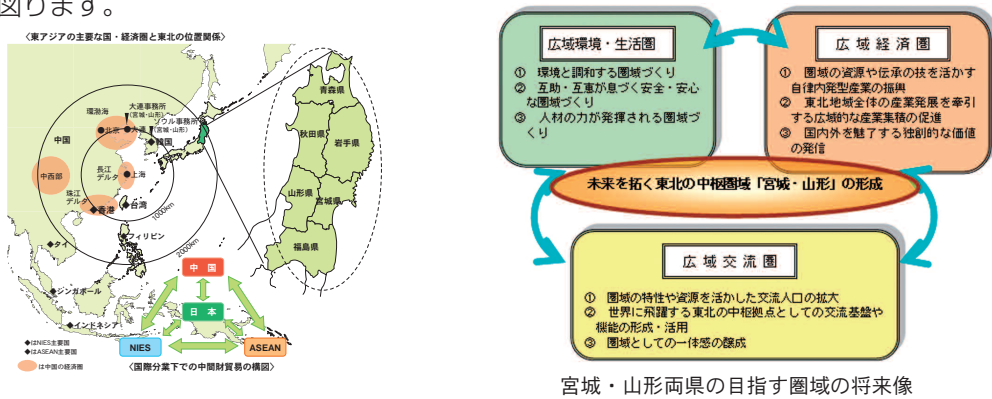 図ります。
〈東アジアの主要な国・経済圏と東北の位置関係〉
大連事務所
(宮城・山形)
環渤海
ソウル事務所
(宮城・山形)
●北京
●大連
◆韓国
中国
中西部
長江
デルタ
●上海
珠江
デルタ
◆香港
◆台湾
1000km
2000km
◆フィリピン
◆タイ
◆シンガポール
◆インドネシア
中 国
日 本
NIES
ASEAN
◆はNIES主要国
◆はASEAN主要国
は中国の経済圏
〈国際分業下での中間財貿易の構図〉
青森県
秋田県
岩手県
山形県
宮城県
福島県
広域環境・生活圏
① 環境と調和する圏域づくり
② 互助・互恵が息づく安全・安心
な圏域づくり
③ 人材の力が発揮される圏域づ
くり
広域経済圏
① 圏域の資源や伝承の技を活かす
自律内発型産業の振興
② 東北地域全体の産業発展を牽引
する広域的な産業集積の促進
③ 国内外を魅了する独創的な価値
の発信
未来を拓く東北の中枢圏域「宮城・山形」の形成
広域交流圏
① 圏域の特性や資源を活かした交流人口の拡大
② 世界に飛躍する東北の中枢拠点としての交流基盤や
機能の形成・活用
③ 圏域としての一体感の醸成
宮城・山形両県の目指す圏域の将来像